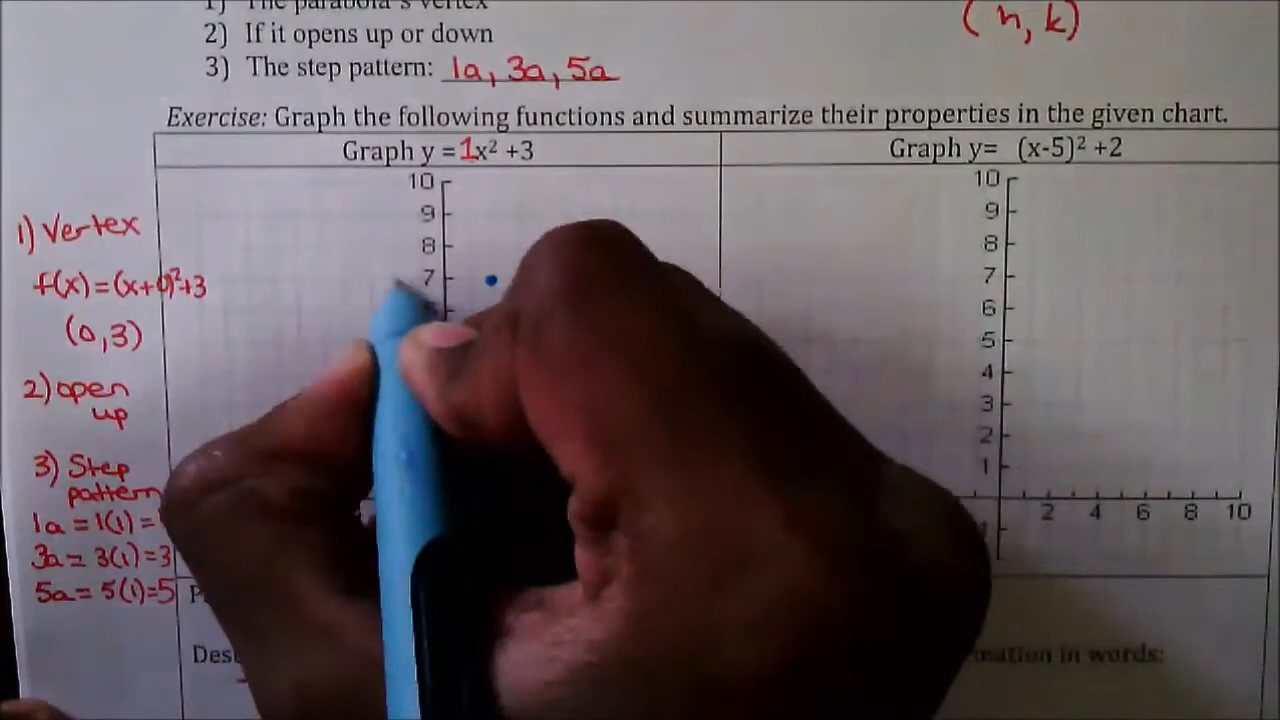 1) The parabola's vertex
2) If it opens up or down
3) The step pattern: 1a, 3a, 5a
(h, k)
Exercise: Graph the following functions and summarize their properties in the given chart.
Graph y = 1x² +3
Graph y= (x-5)² +2
10
9
8
7
10
9
8
7
6
5
4
3
2
1
2 4 6 8 10
1) Vertex
f(x)=(x+0)²+3
(0,3)
2) open
up
3) Step
pattern
1a = 1(1) =
3a = 3(1) =3
5a = 5(1)=5
in words: